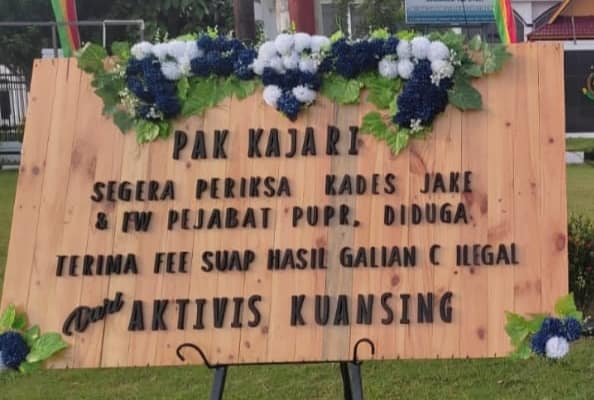 PAK KAJARI
SEGERA PERIKSA KADES JAKE
& FW PEJABAT PUPR. DIDUGA
TERIMA FEE SUAP HASIL GALIAN C ILEGAL
Dari AKTIVIS KUANSING